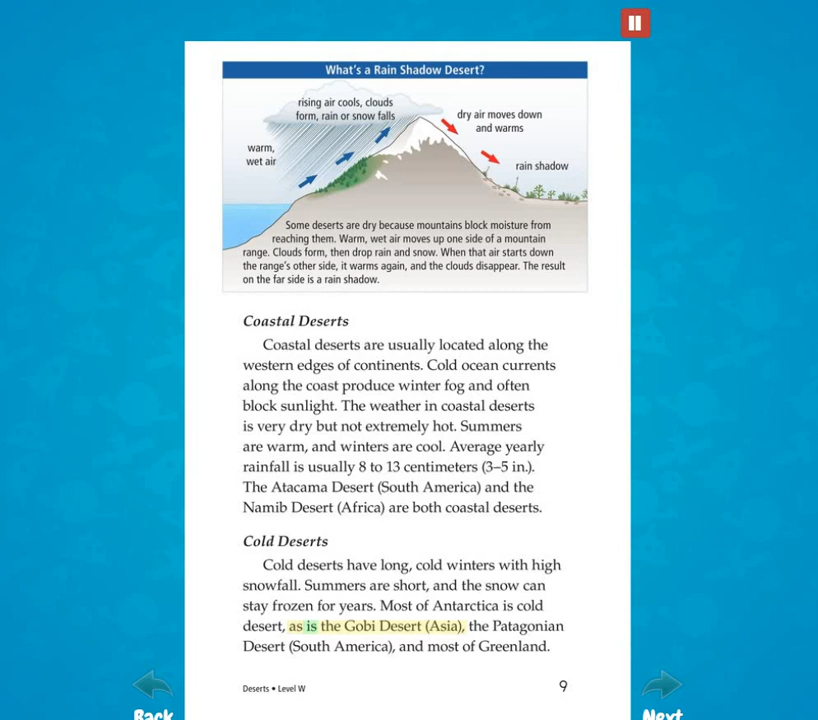 What's a Rain Shadow Desert?
rising air cools, clouds
form, rain or snow falls
dry air moves down
and warms
warm,
wet air
rain shadow
Some deserts are dry because mountains block moisture from
reaching them. Warm, wet air moves up one side of a mountain
range. Clouds form, then drop rain and snow. When that air starts down
the range's other side, it warms again, and the clouds disappear. The result
on the far side is a rain shadow.
Coastal Deserts
Coastal deserts are usually located along the
western edges of continents. Cold ocean currents
along the coast produce winter fog and often
block sunlight. The weather in coastal deserts
is very dry but not extremely hot. Summers
are warm, and winters are cool. Average yearly
rainfall is usually 8 to 13 centimeters (3–5 in.).
The Atacama Desert (South America) and the
Namib Desert (Africa) are both coastal deserts.
Cold Deserts
Cold deserts have long, cold winters with high
snowfall. Summers are short, and the snow can
stay frozen for years. Most of Antarctica is cold
desert, as is the Gobi Desert (Asia), the Patagonian
Desert (South America), and most of Greenland.
Deserts • Level W
9
Back
Next